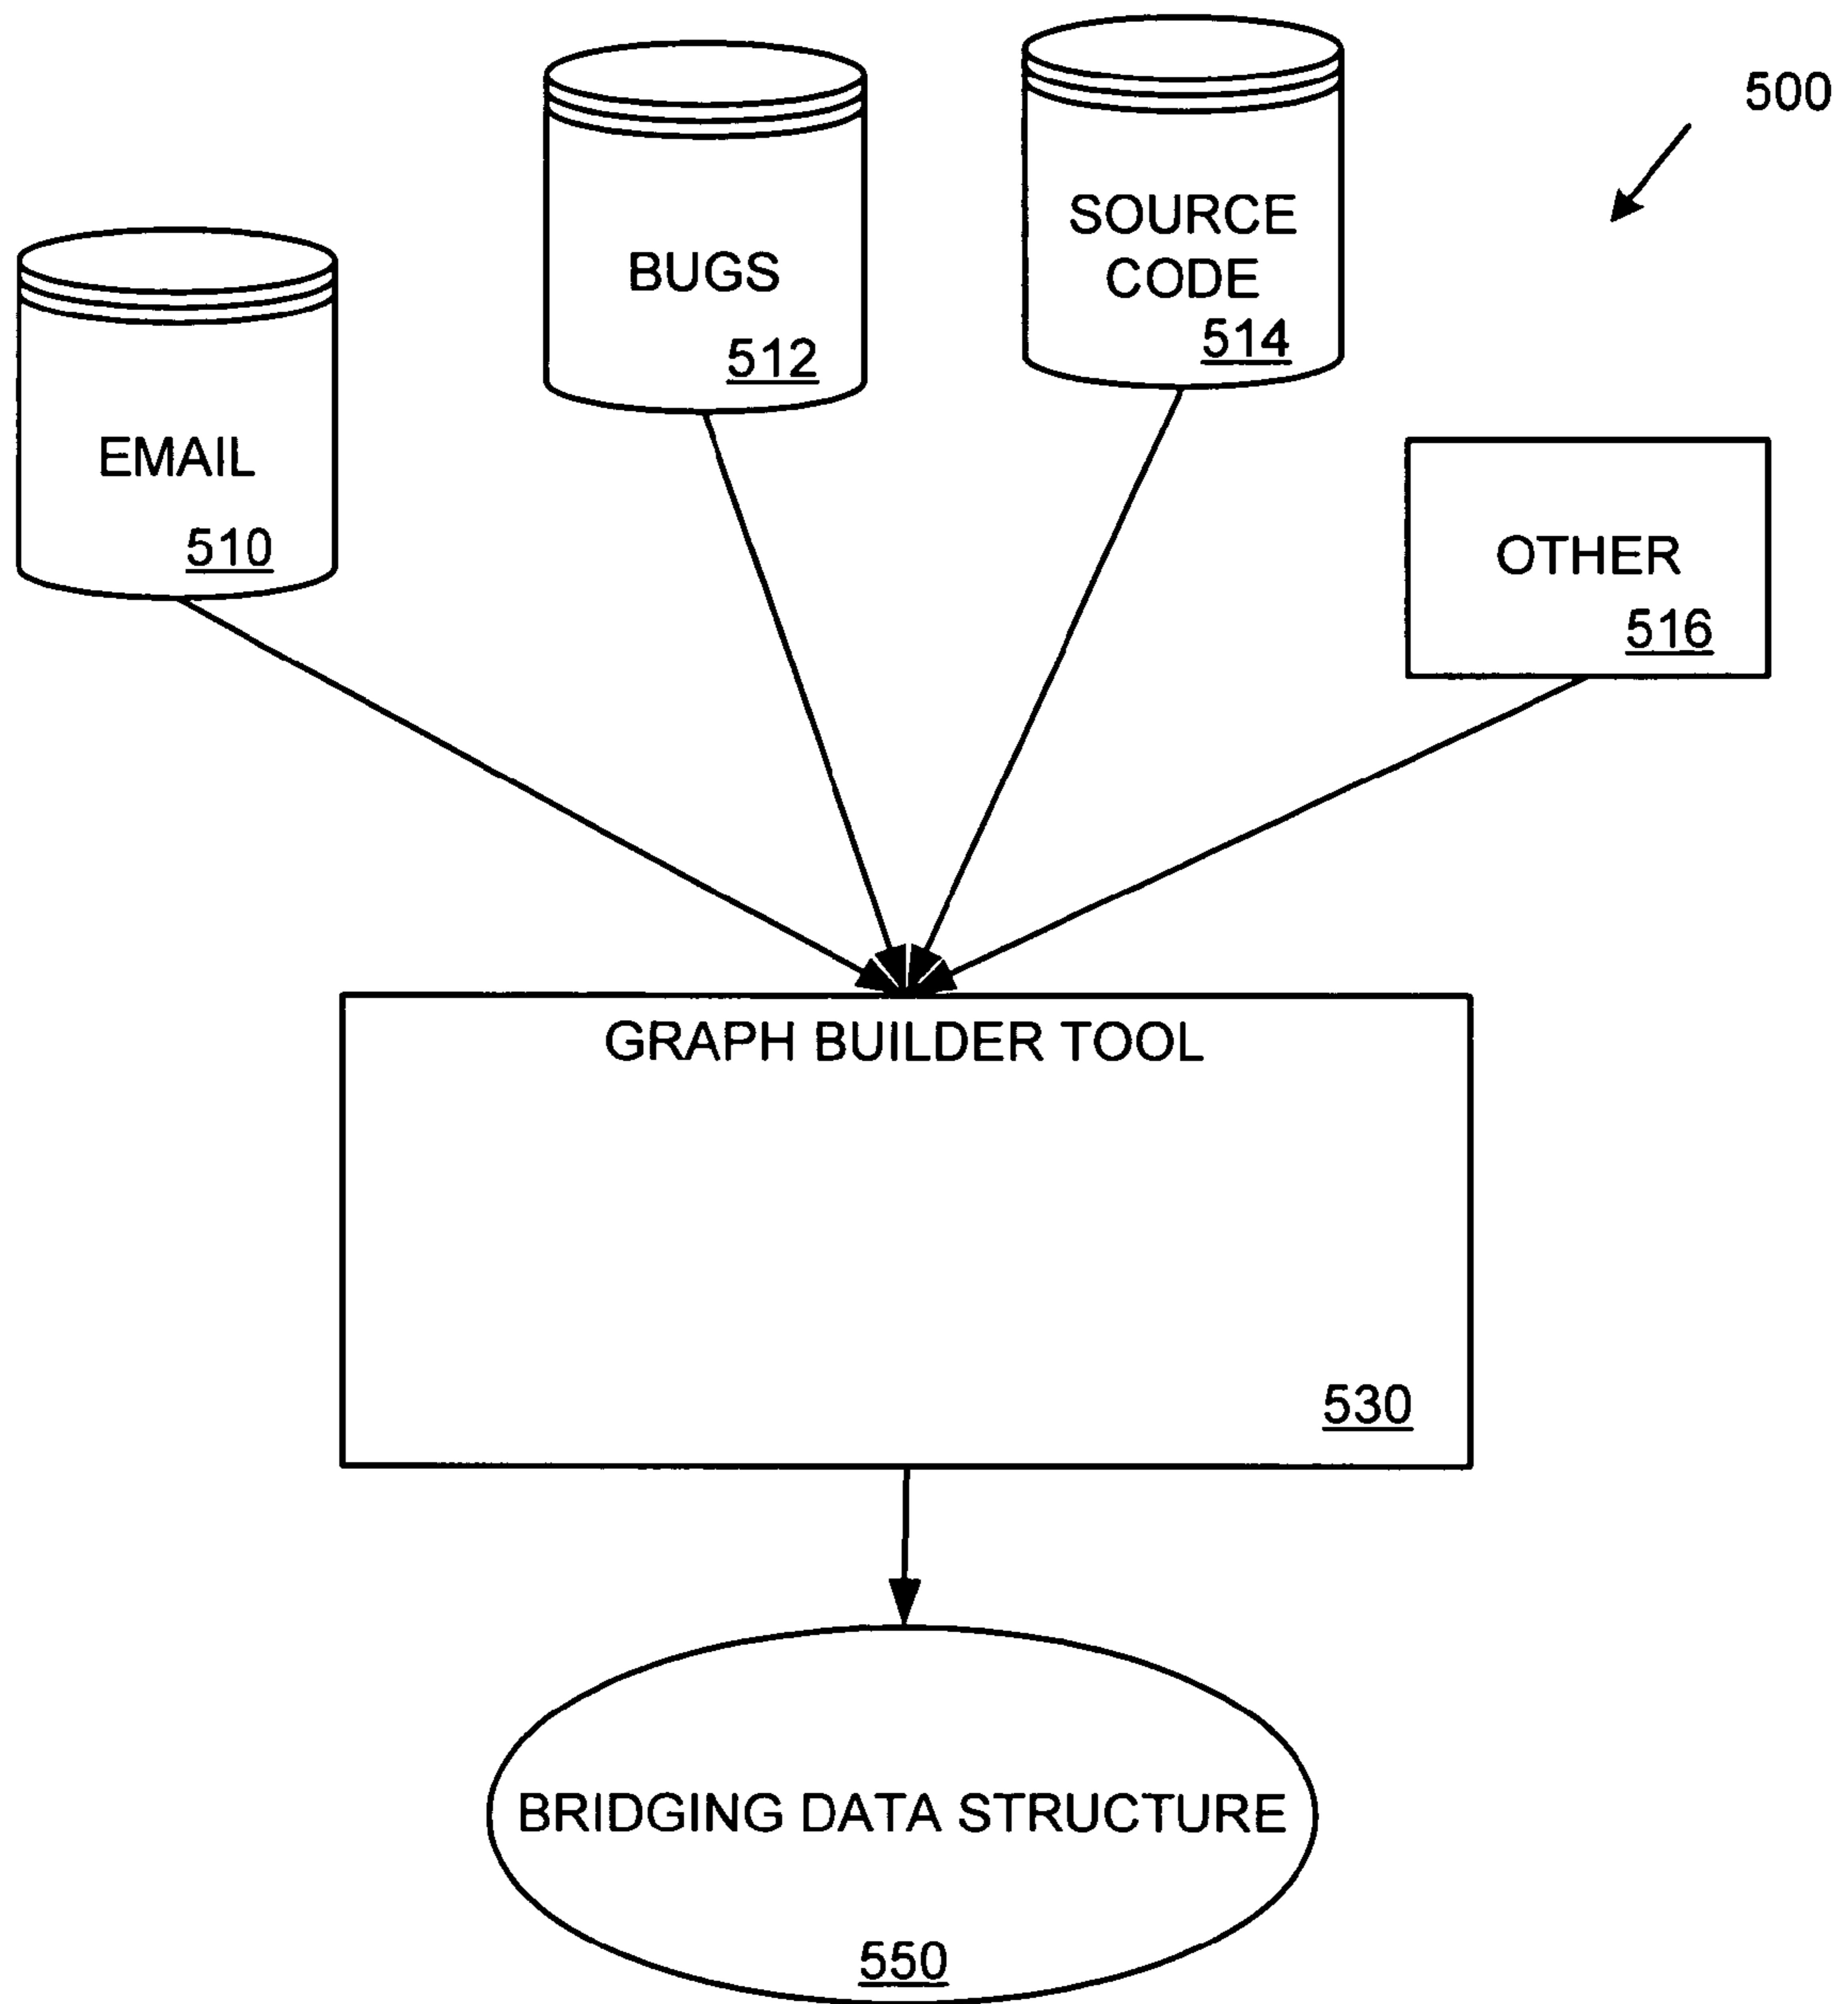 500
SOURCE
CODE
514
BUGS
512
EMAIL
510
OTHER
516
GRAPH BUILDER TOOL
530
BRIDGING DATA STRUCTURE
550